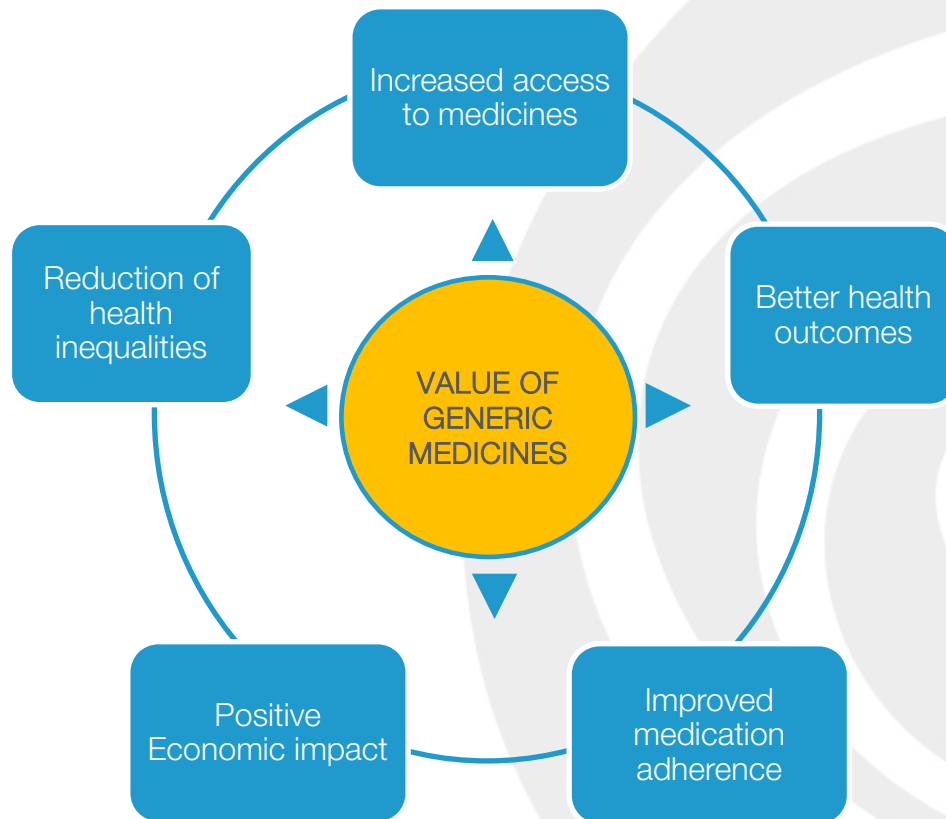 Increased access
to medicines
Reduction of
health
inequalities
Better health
outcomes
VALUE OF
GENERIC
MEDICINES
Positive
Economic impact
Improved
medication
adherence